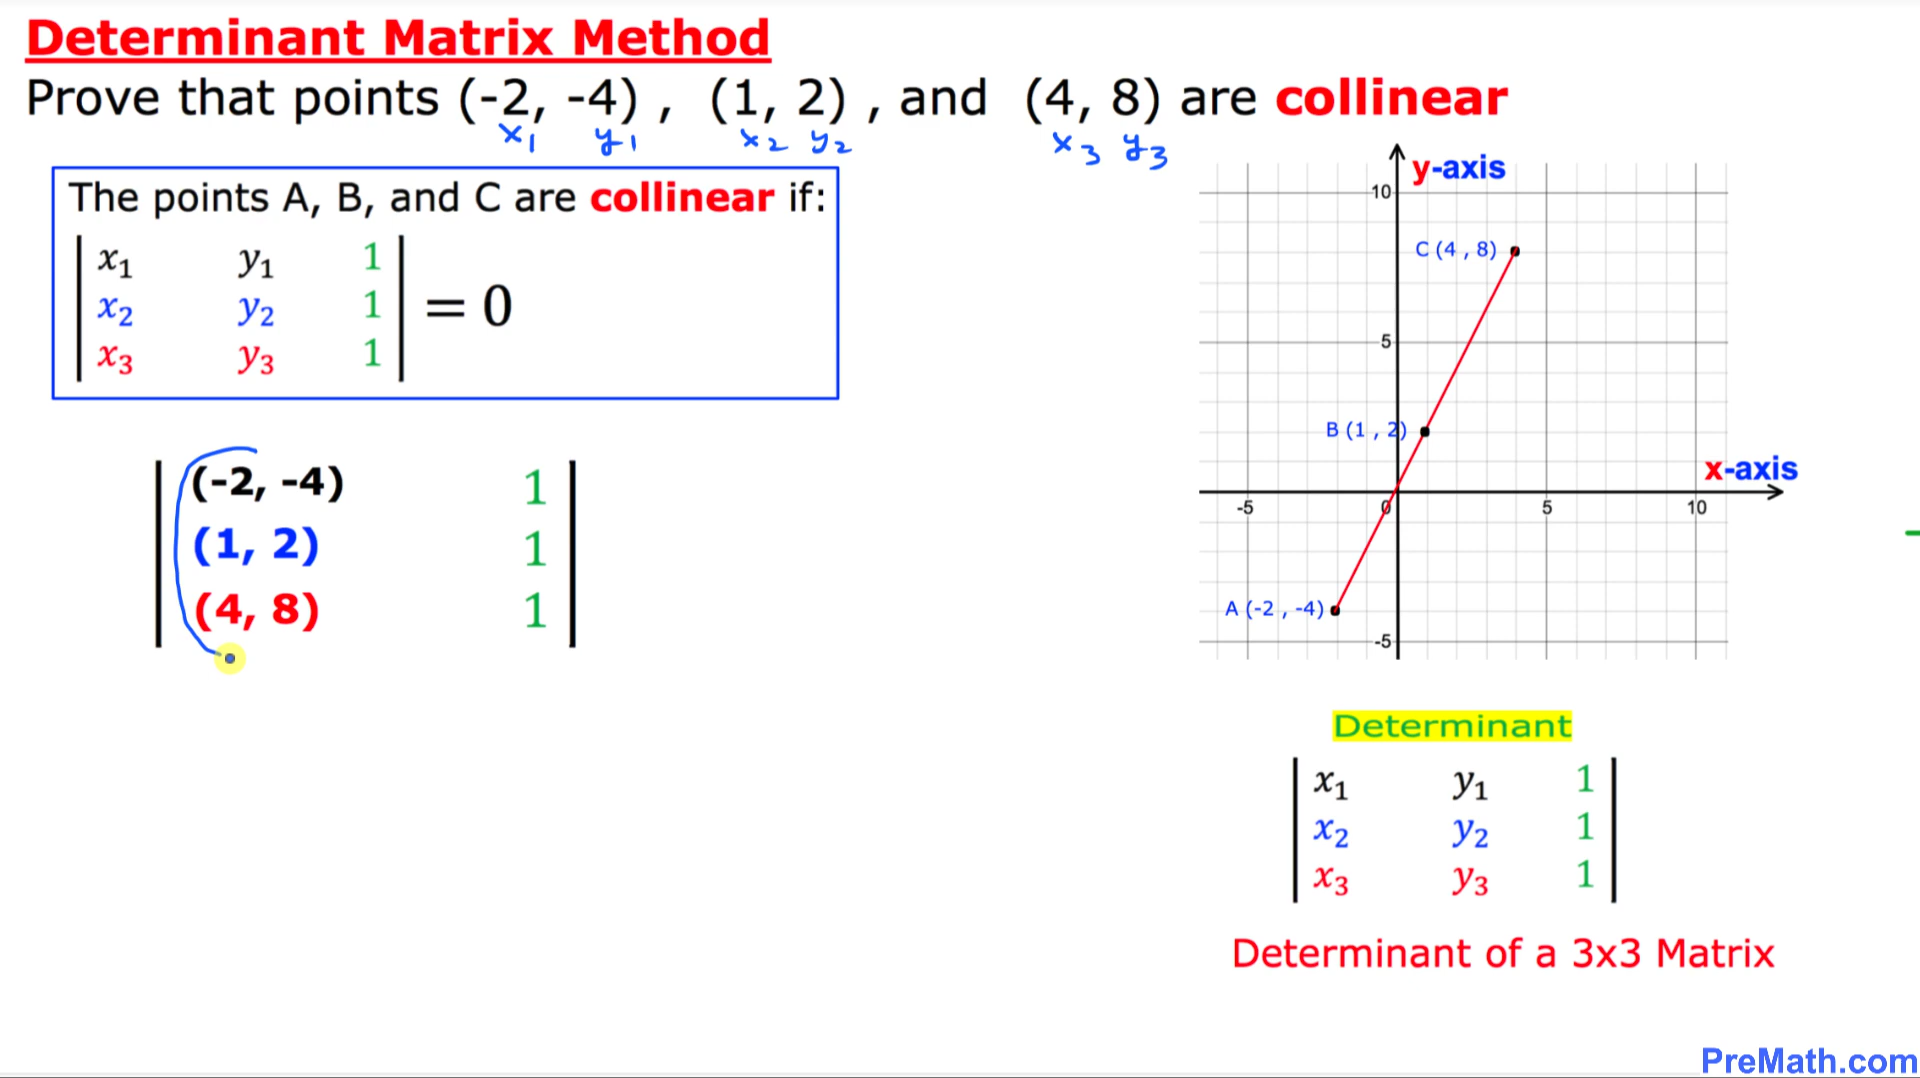 Determinant Matrix Method
Prove that points (-2, -4) , (1, 2) , and (4, 8) are collinear
x1 y1 x2 y2 x3 y3
The points A, B, and C are collinear if:
x1 y1 1
x2 y2 1 = 0
x3 y3 1
(-2, -4) 1
(1, 2) 1
(4, 8) 1
y-axis
10
C (4 , 8)
5
B (1 , 2)
x-axis
-5 0 5 10
A (-2 , -4)
-5
Determinant
x1 y1 1
x2 y2 1
x3 y3 1
Determinant of a 3x3 Matrix
PreMath.com